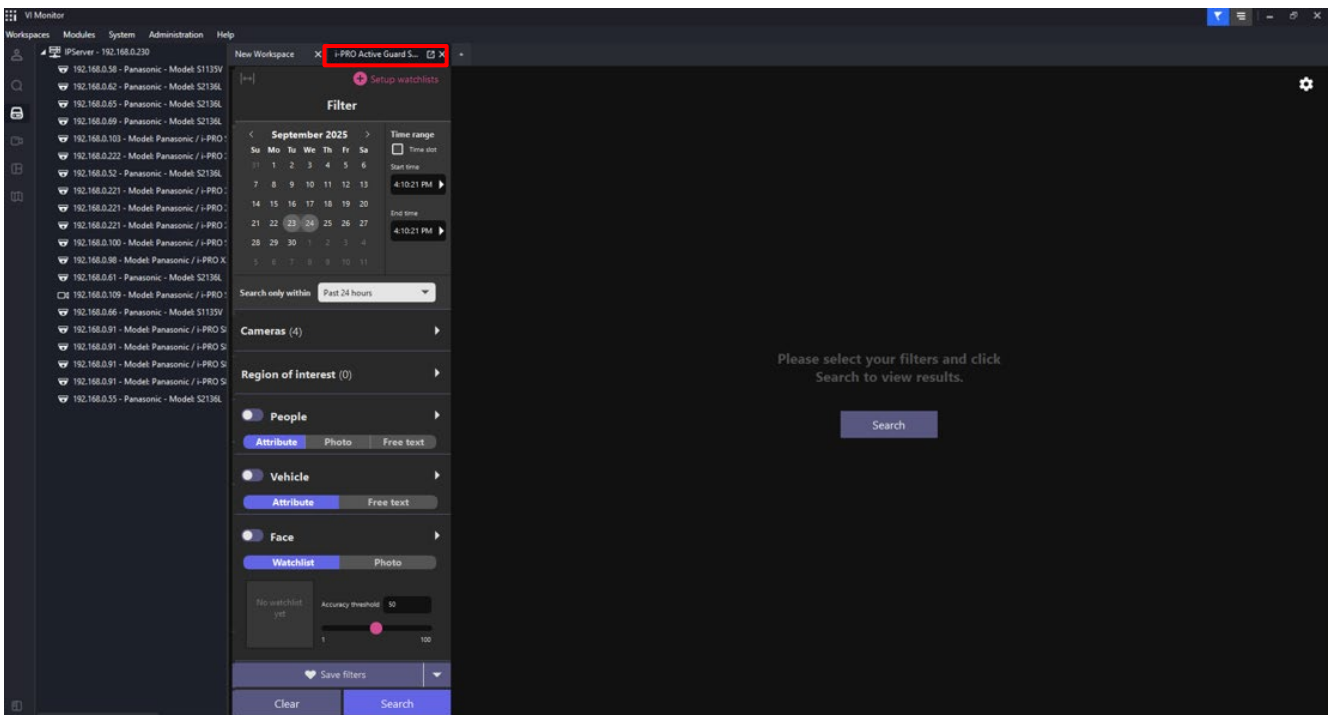 VI Monitor
Workspaces Modules System Administration Help
IPServer - 192.168.0.230
192.168.0.58 - Panasonic - Model: S1135V
192.168.0.62 - Panasonic - Model: S2136L
192.168.0.65 - Panasonic - Model: S2136L
192.168.0.69 - Panasonic - Model: S2136L
192.168.0.103 - Model: Panasonic / i-PRO
192.168.0.222 - Model: Panasonic / i-PRO
192.168.0.52 - Panasonic - Model: S2136L
192.168.0.221 - Model: Panasonic / i-PRO
192.168.0.221 - Model: Panasonic / i-PRO
192.168.0.221 - Model: Panasonic / i-PRO
192.168.0.100 - Model: Panasonic / i-PRO
192.168.0.98 - Model: Panasonic / i-PRO X
192.168.0.61 - Panasonic - Model: S2136L
192.168.0.109 - Model: Panasonic / i-PRO
192.168.0.66 - Panasonic - Model: S1135V
192.168.0.91 - Model: Panasonic / i-PRO S
192.168.0.91 - Model: Panasonic / i-PRO S
192.168.0.91 - Model: Panasonic / i-PRO S
192.168.0.91 - Model: Panasonic / i-PRO S
192.168.0.55 - Panasonic - Model: S2136L
New Workspace
i-PRO Active Guard S...
Setup watchlists
Filter
September 2025
Su Mo Tu We Th Fr Sa
31 1 2 3 4 5 6
7 8 9 10 11 12 13
14 15 16 17 18 19 20
21 22 23 24 25 26 27
28 29 30 1 2 3 4
5 6 7 8 9 10 11
Time range
Time slot
Start time
4:10:21 PM
End time
4:10:21 PM
Search only within Past 24 hours
Cameras (4)
Region of interest (0)
People
Attribute Photo Free text
Vehicle
Attribute Free text
Face
Watchlist Photo
No watchlist
yet
Accuracy threshold 50
1 100
Save filters
Clear Search
Please select your filters and click
Search to view results.
Search